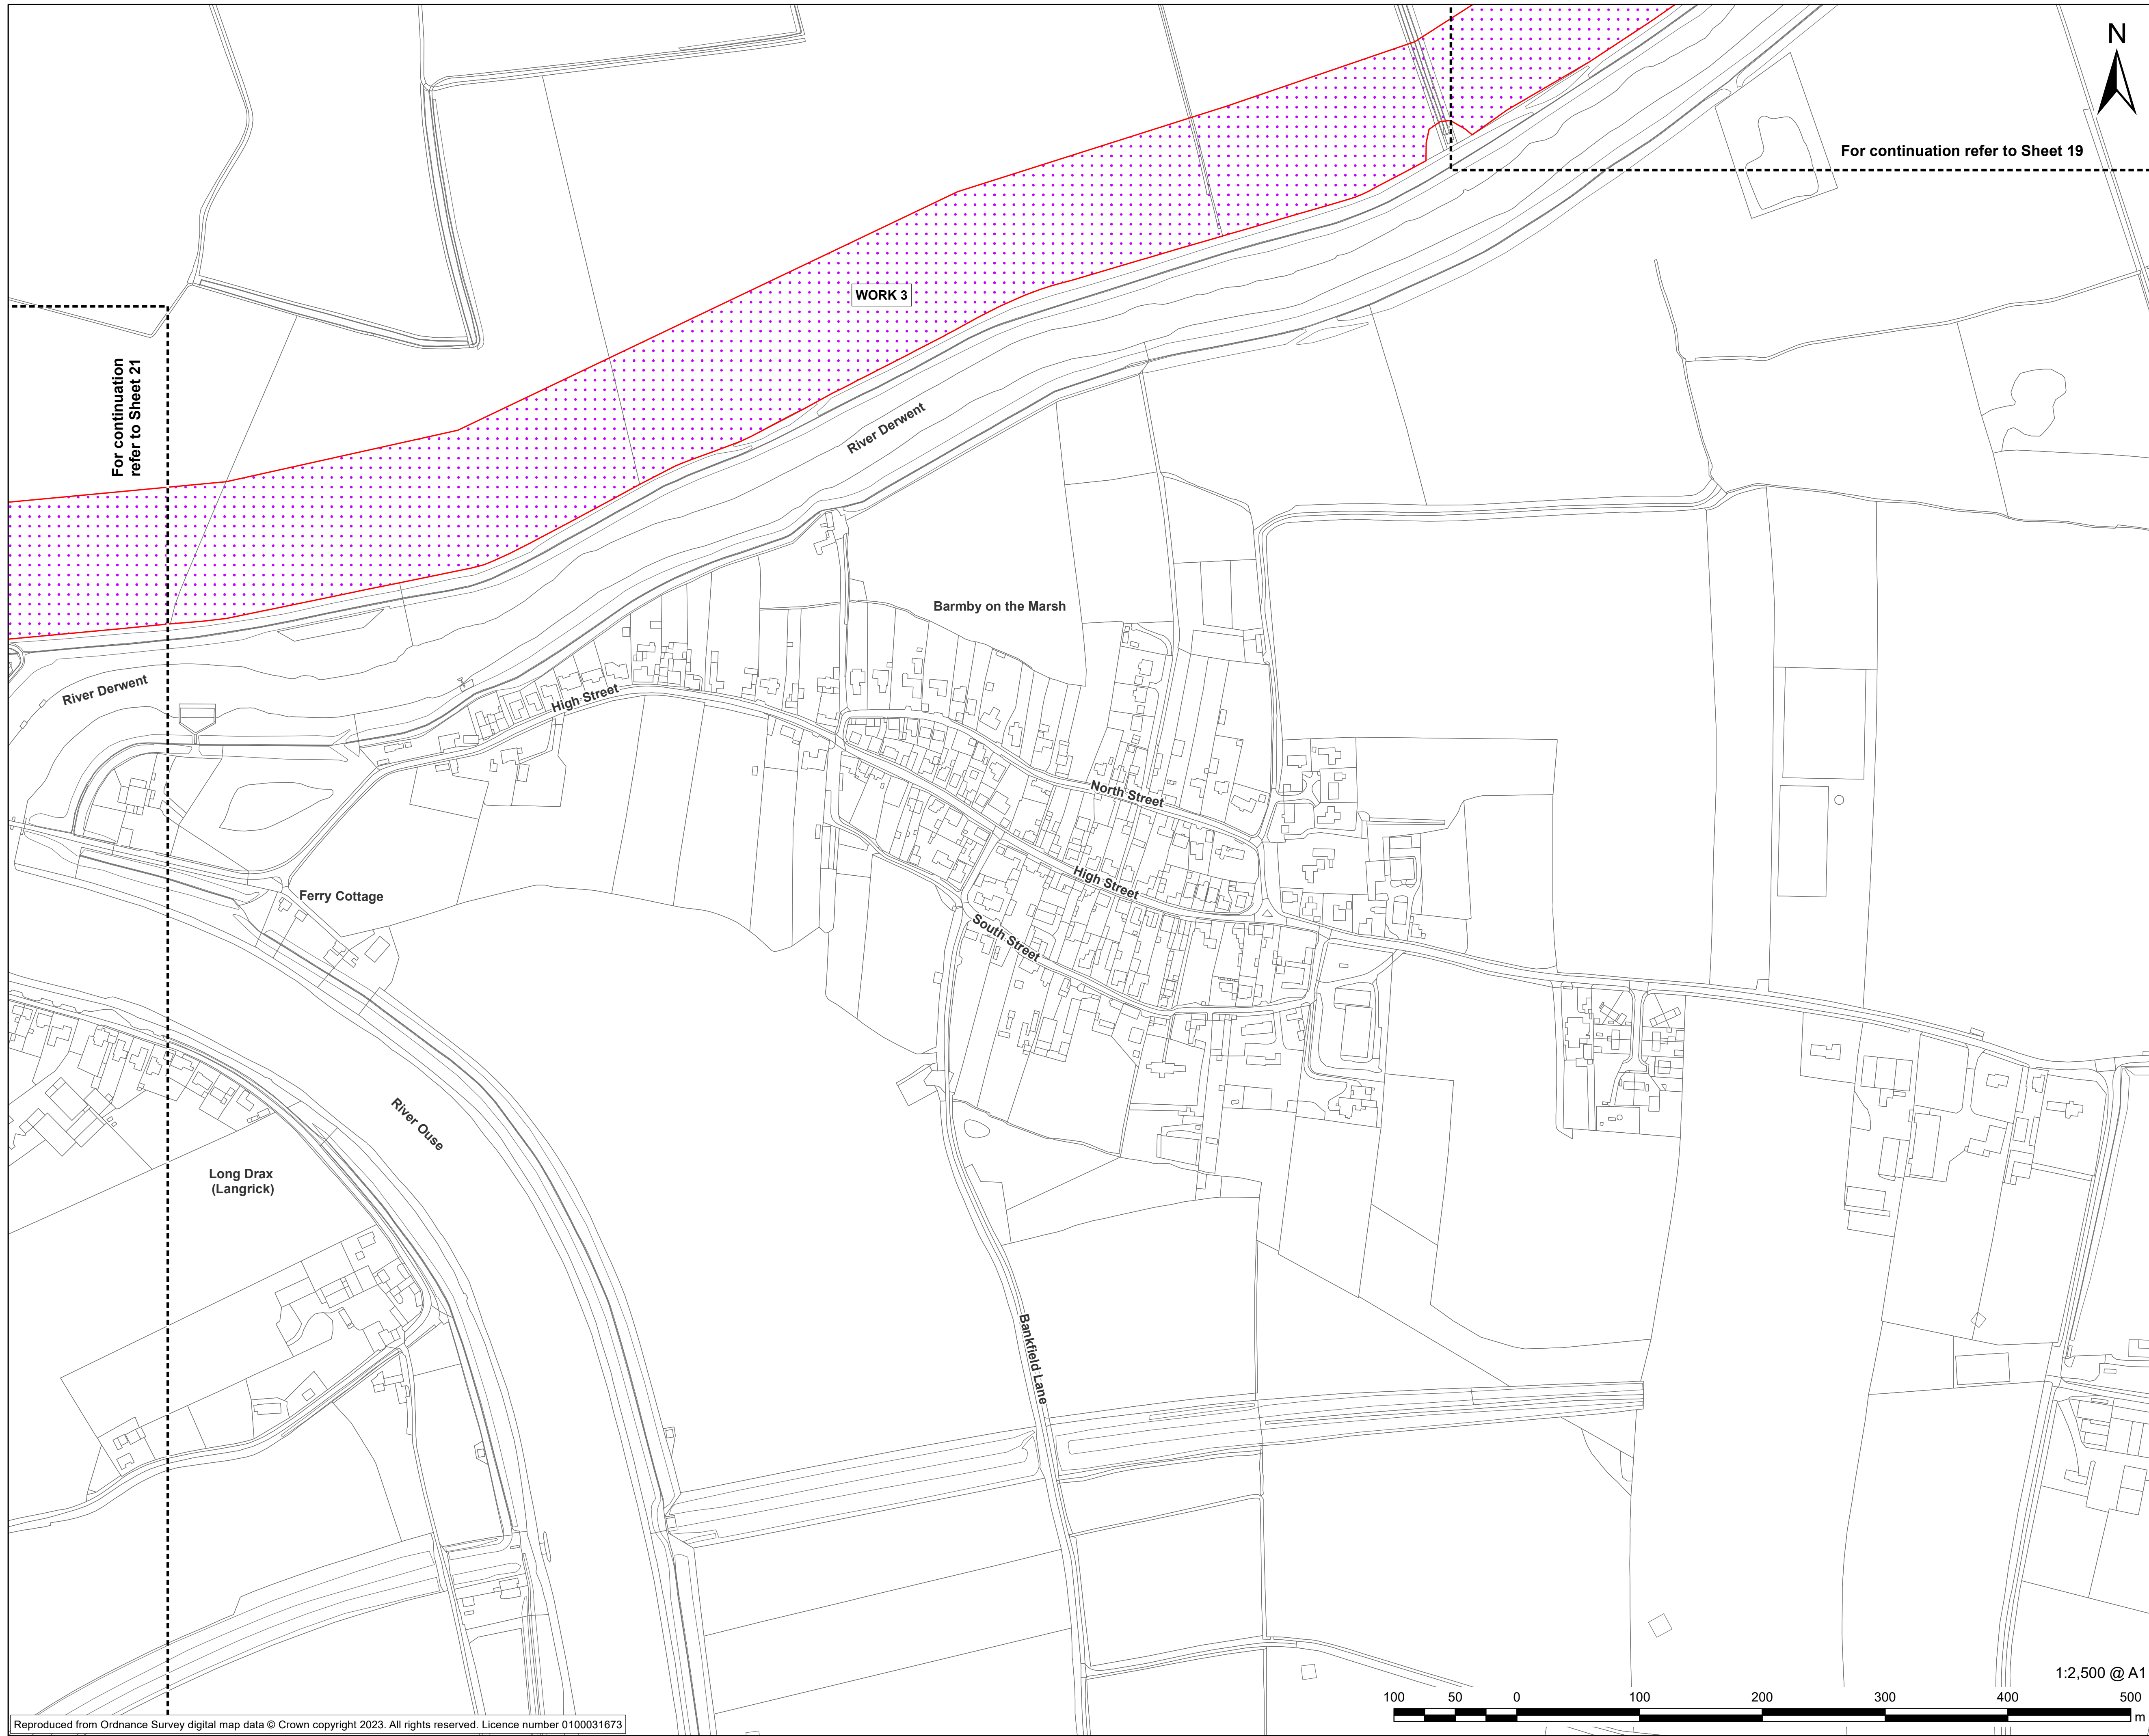 N
For continuation refer to Sheet 19
WORK 3
For continuation
refer to Sheet 21
River Derwent
Barmby on the Marsh
River Derwent
High Street
North Street
High Street
Ferry Cottage
South Street
River Ouse
Long Drax
(Langrick)
Bankfield Lane
1:2,500 @ A1
100 50 0 100 200 300 400 500
m
Reproduced from Ordnance Survey digital map data © Crown copyright 2023. All rights reserved. Licence number 0100031673